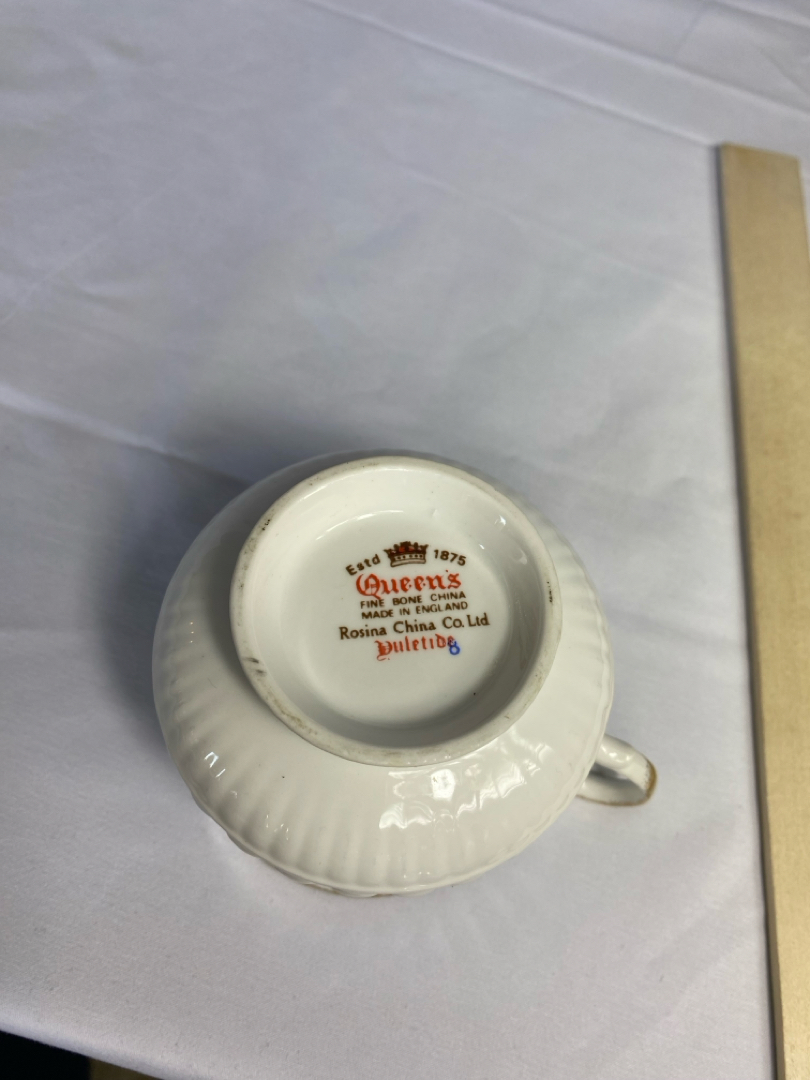 Estd 1875
Queen's
FINE BONE CHINA
MADE IN ENGLAND
Rosina China Co. Ltd
Yuletide
8